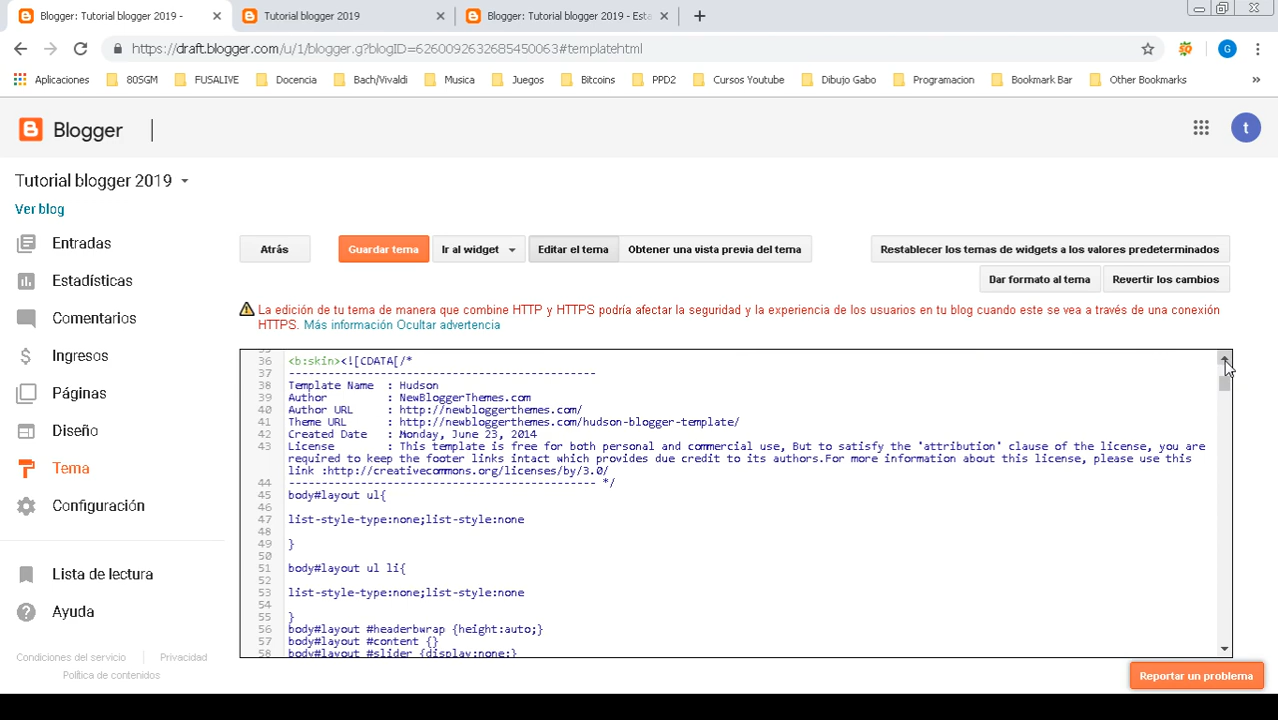 Blogger: Tutorial blogger 2019 -
Tutorial blogger 2019
Blogger: Tutorial blogger 2019 - Esta
https://draft.blogger.com/u/1/blogger.g?blogID=6260092632685450063#templatehtml
G
Aplicaciones
80SGM
FUSALIVE
Docencia
Bach/Vivaldi
Musica
Juegos
Bitcoins
PPD2
Cursos Youtube
Dibujo Gabo
Programacion
Bookmark Bar
Other Bookmarks
»
Blogger
t
Tutorial blogger 2019
Ver blog
Entradas
Estadísticas
Comentarios
Ingresos
Páginas
Diseño
Tema
Configuración
Lista de lectura
Ayuda
Condiciones del servicio
Privacidad
Política de contenidos
Atrás
Guardar tema
Ir al widget
Editar el tema
Obtener una vista previa del tema
Restablecer los temas de widgets a los valores predeterminados
Dar formato al tema
Revertir los cambios
La edición de tu tema de manera que combine HTTP y HTTPS podría afectar la seguridad y la experiencia de los usuarios en tu blog cuando este se vea a través de una conexión
HTTPS. Más información Ocultar advertencia
35
36 <b:skin><![CDATA[/*
37 -----------------------------------------------
38 Template Name : Hudson
39 Author : NewBloggerThemes.com
40 Author URL : http://newbloggerthemes.com/
41 Theme URL : http://newbloggerthemes.com/hudson-blogger-template/
42 Created Date : Monday, June 23, 2014
43 License : This template is free for both personal and commercial use, But to satisfy the 'attribution' clause of the license, you are
required to keep the footer links intact which provides due credit to its authors.For more information about this license, please use this
link :http://creativecommons.org/licenses/by/3.0/
44 ----------------------------------------------- */
45 body#layout ul{
46
47 list-style-type:none;list-style:none
48
49 }
50
51 body#layout ul li{
52
53 list-style-type:none;list-style:none
54
55 }
56 body#layout #headerbwrap {height:auto;}
57 body#layout #content {}
58 body#layout #slider {display:none;}
Reportar un problema